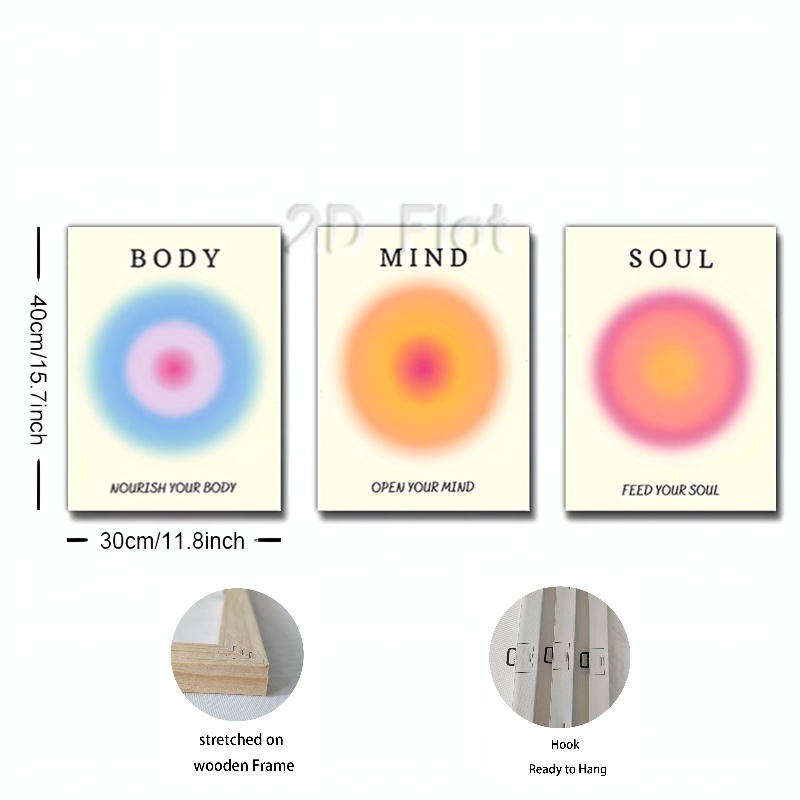 2D Flat
BODY
MIND
SOUL
40cm/15.7inch
NOURISH YOUR BODY
OPEN YOUR MIND
FEED YOUR SOUL
30cm/11.8inch
stretched on
wooden Frame
Hook
Ready to Hang